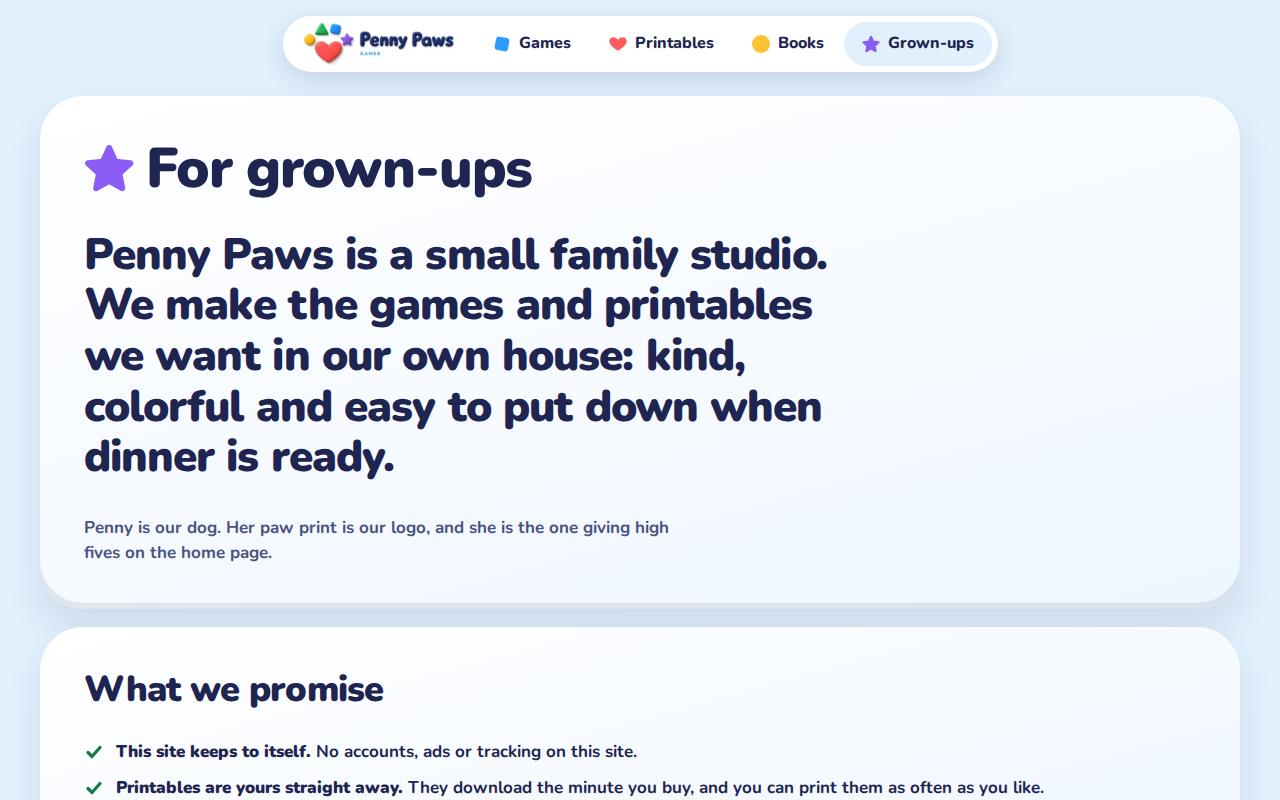 Penny Paws
GAMES
Games
Printables
Books
Grown-ups
For grown-ups
Penny Paws is a small family studio.
We make the games and printables
we want in our own house: kind,
colorful and easy to put down when
dinner is ready.
Penny is our dog. Her paw print is our logo, and she is the one giving high
fives on the home page.
What we promise
This site keeps to itself. No accounts, ads or tracking on this site.
Printables are yours straight away. They download the minute you buy, and you can print them as often as you like.